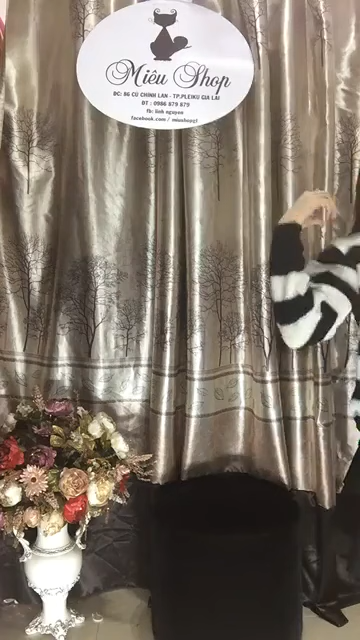 Miêu Shop
ĐC: 86 CÙ CHÍNH LAN - TP.PLEIKU GIA LAI
ĐT : 0986 879 879
fb: linh nguyen
facebook.com / mieushopgl